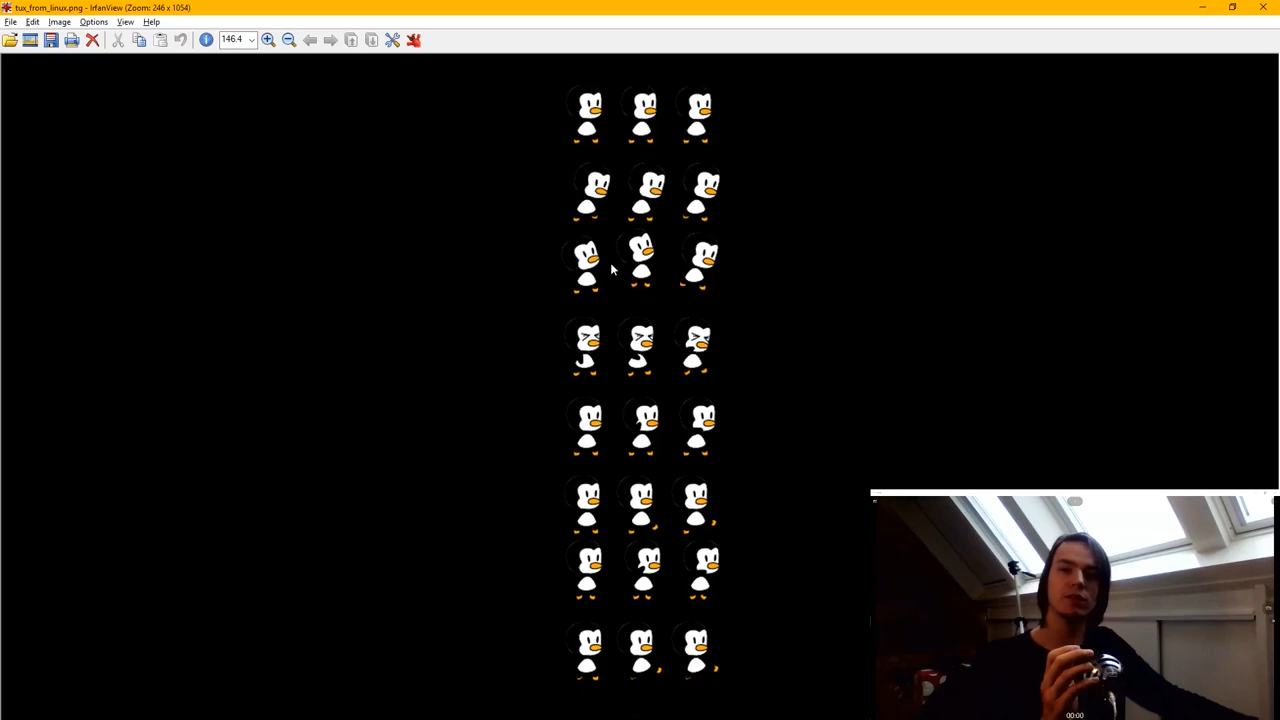 tux_from_linux.png - IrfanView (Zoom: 246 x 1054)
File Edit Image Options View Help
146.4
00:00